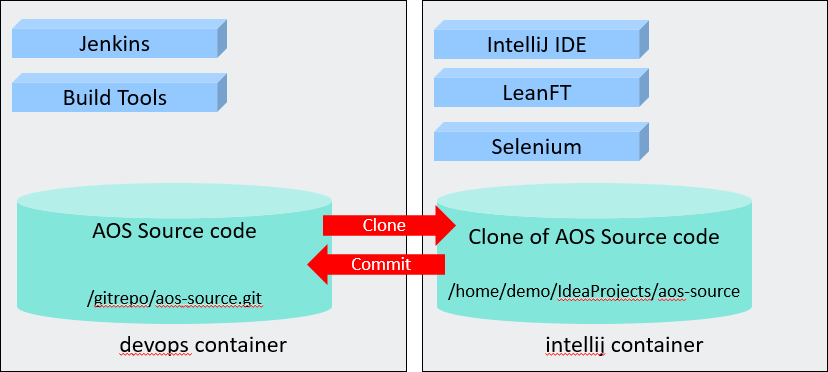 Jenkins
Build Tools
AOS Source code
/gitrepo/aos-source.git
devops container
Clone
Commit
IntelliJ IDE
LeanFT
Selenium
Clone of AOS Source code
/home/demo/IdeaProjects/aos-source
intellij container